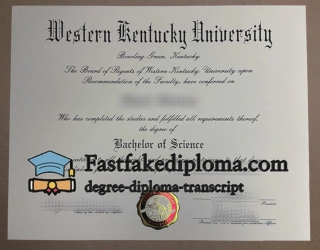 Western Kentucky University
Bowling Green, Kentucky
The Board of Regents of Western Kentucky University upon
Recommendation of the Faculty, have conferred on
Who has completed the studies and fulfilled all requirements thereof,
the degree of
Bachelor of Science
Fastfakediploma.com
degree-diploma-transcript